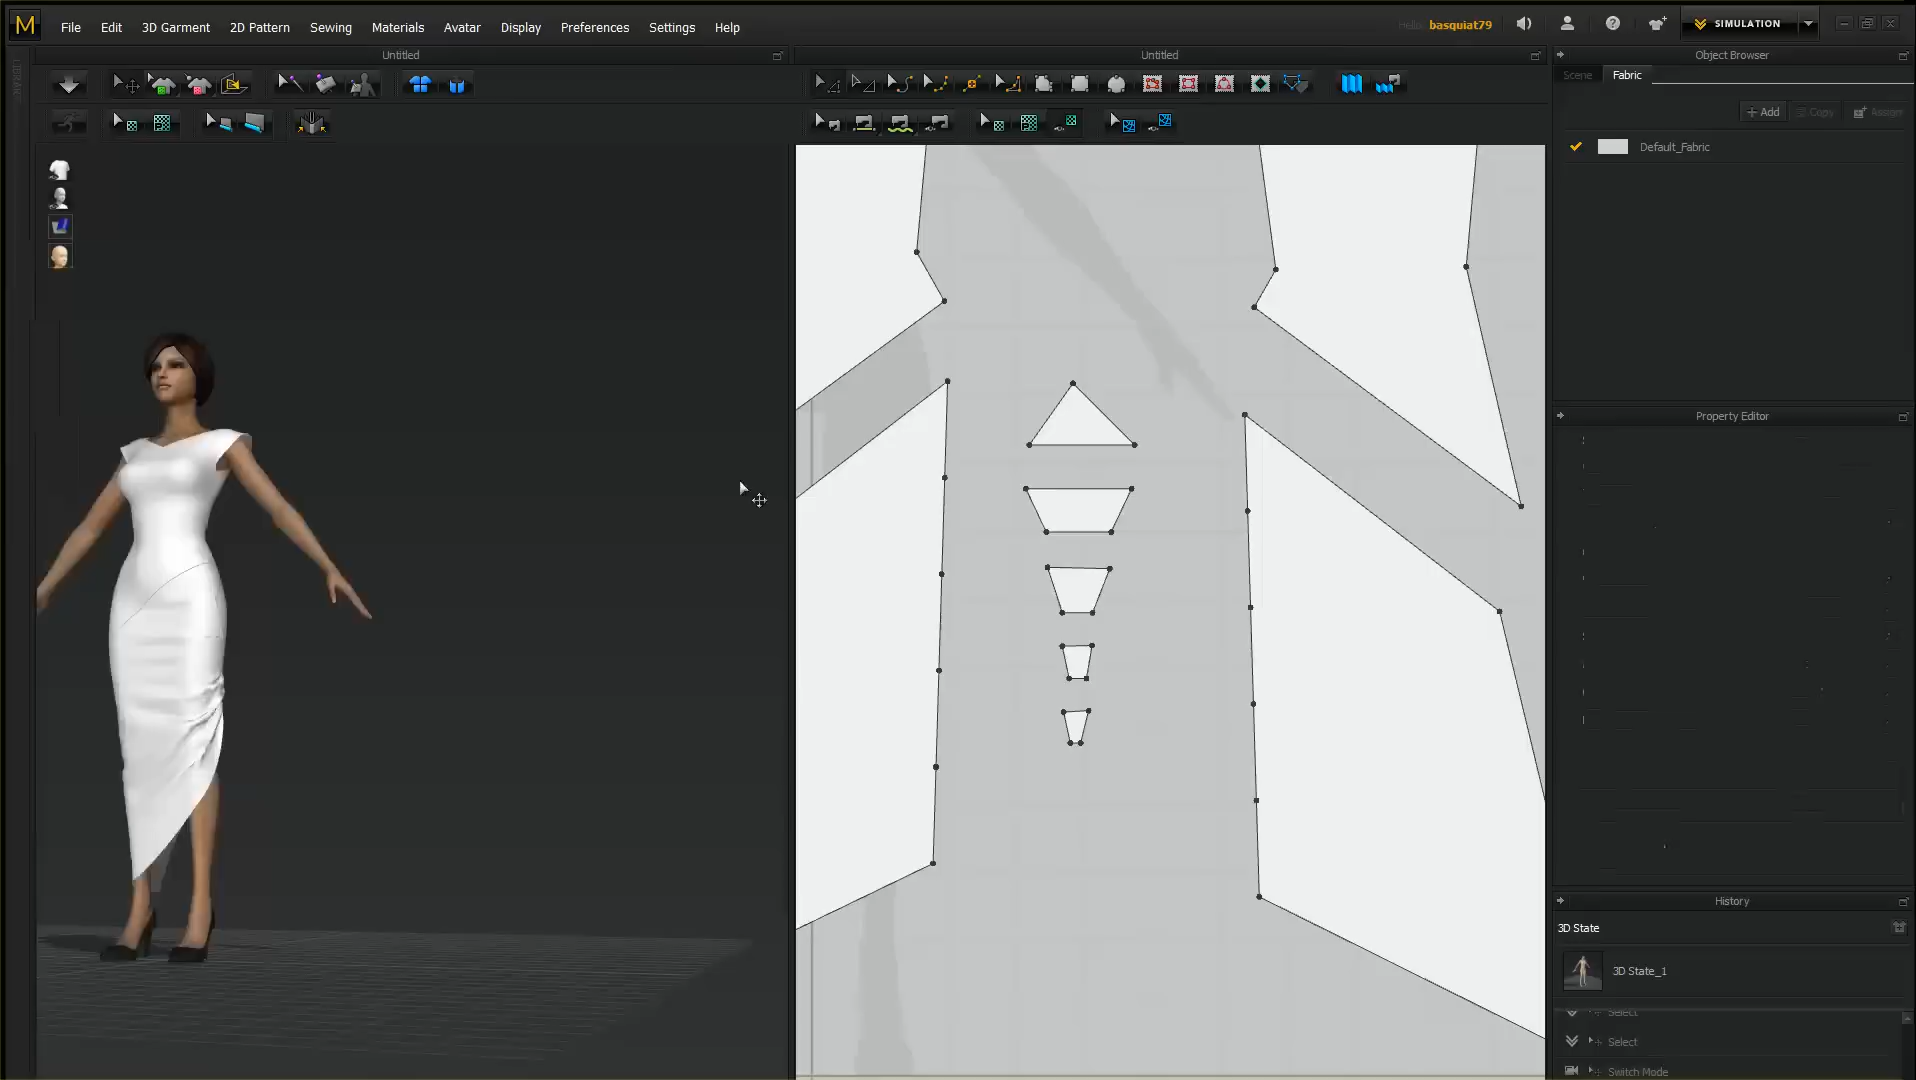 M File Edit 3D Garment 2D Pattern Sewing Materials Avatar Display Preferences Settings Help
Hello, basquiat79
SIMULATION
Untitled
Untitled
Object Browser
Scene Fabric
+ Add Copy Assign
Default_Fabric
Property Editor
History
3D State
3D State_1
Select
Select
Switch Mode
LIBRARY